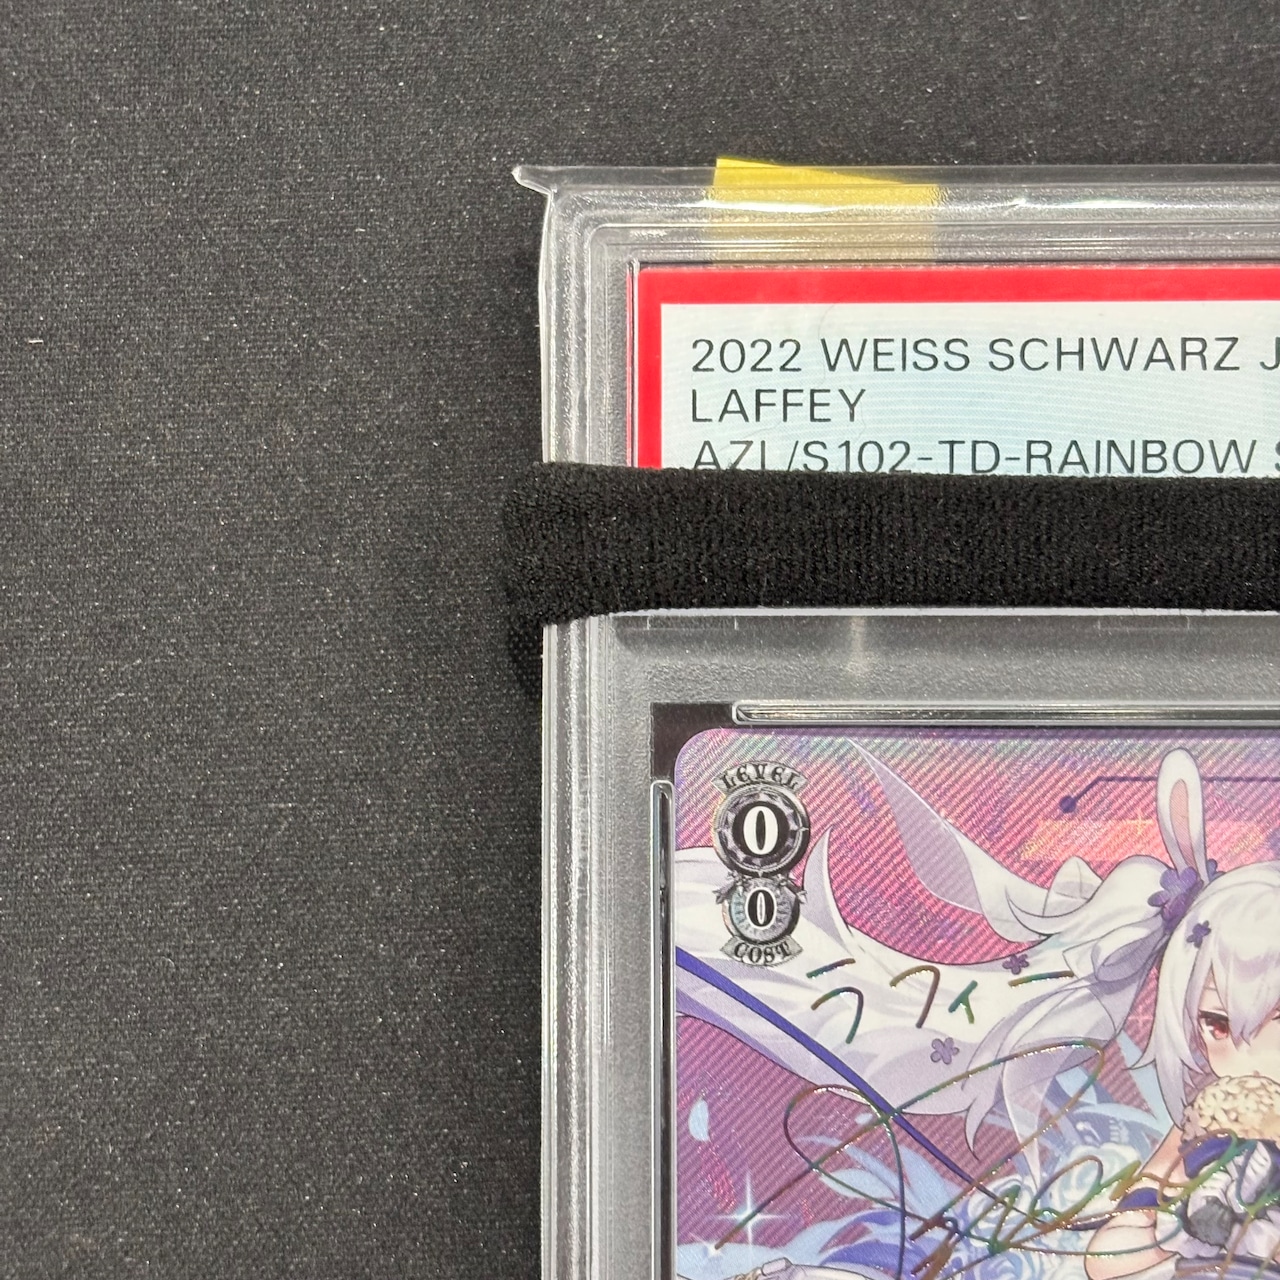 2022 WEISS SCHWARZ J
LAFFEY
AZL/S102-TD-RAINBOW S
LEVEL
0
0
COST
ラフィー